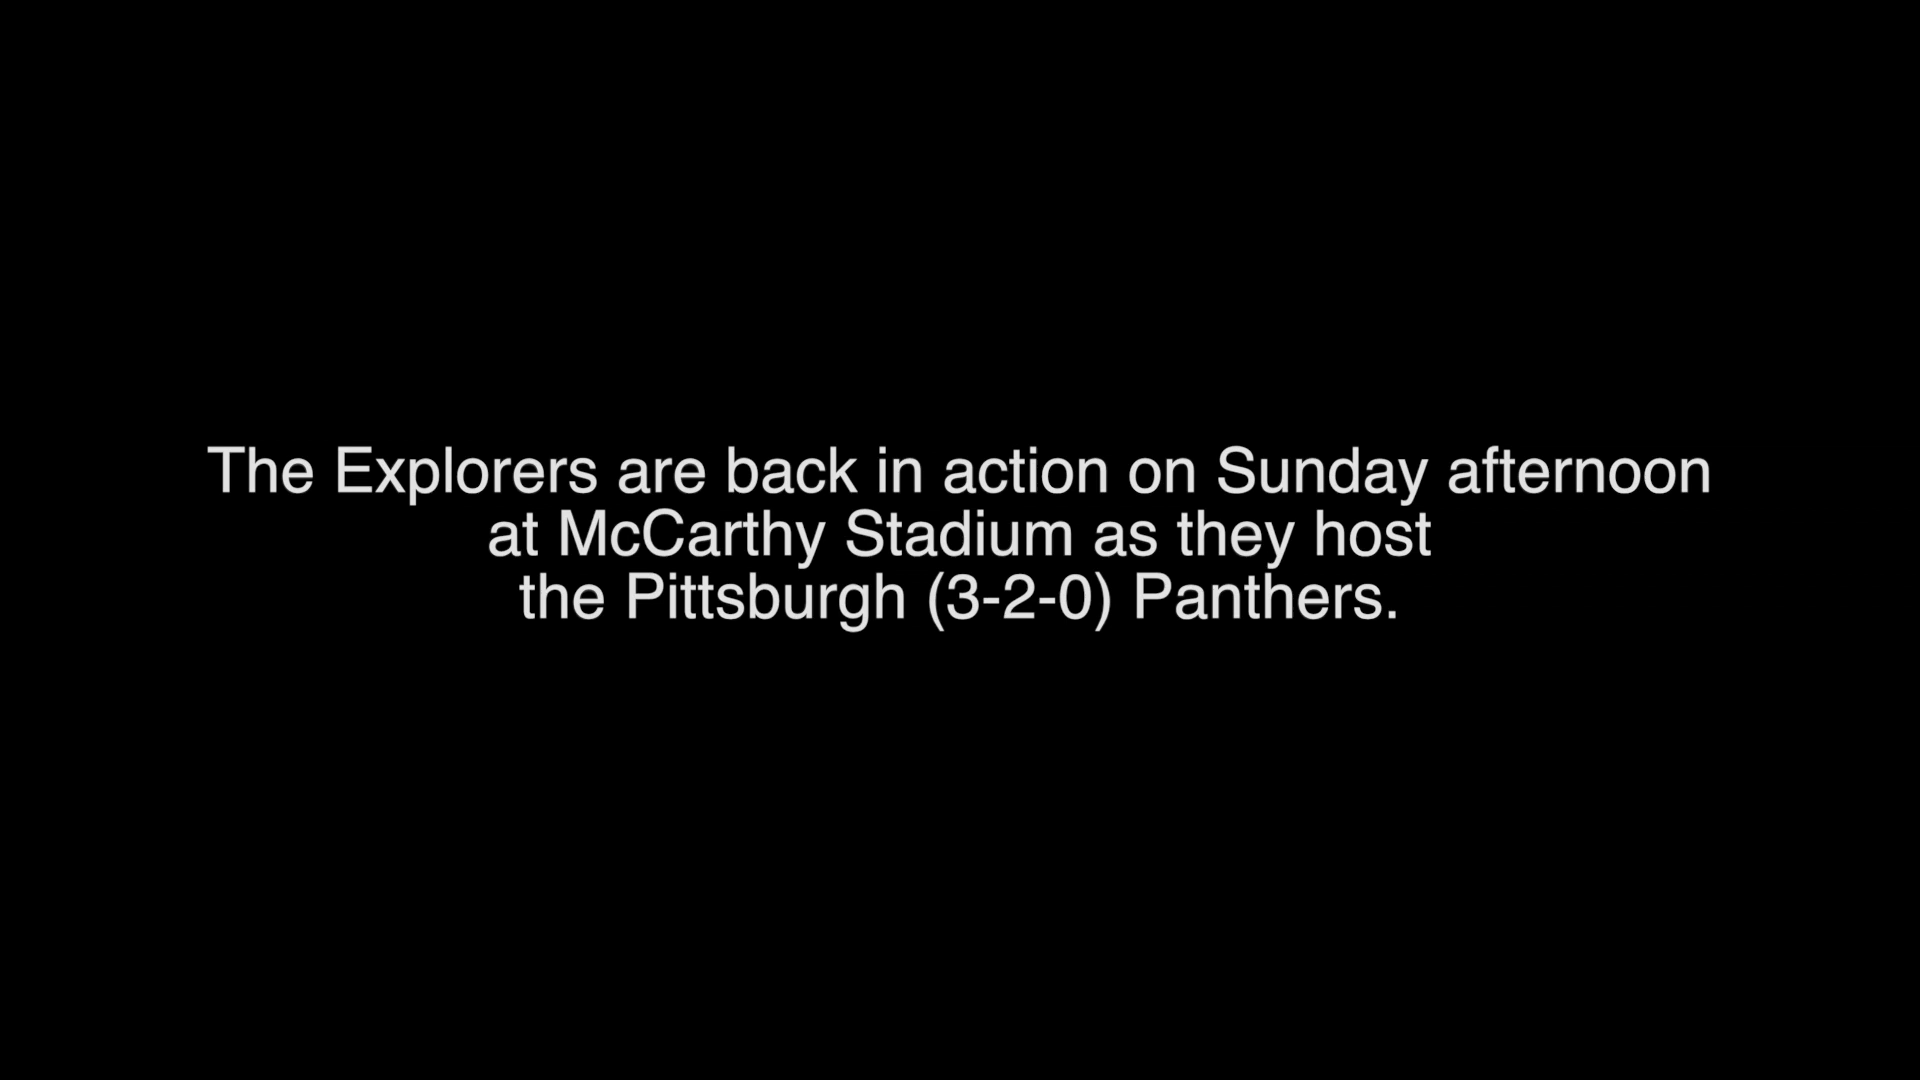 The Explorers are back in action on Sunday afternoon
at McCarthy Stadium as they host
the Pittsburgh (3-2-0) Panthers.